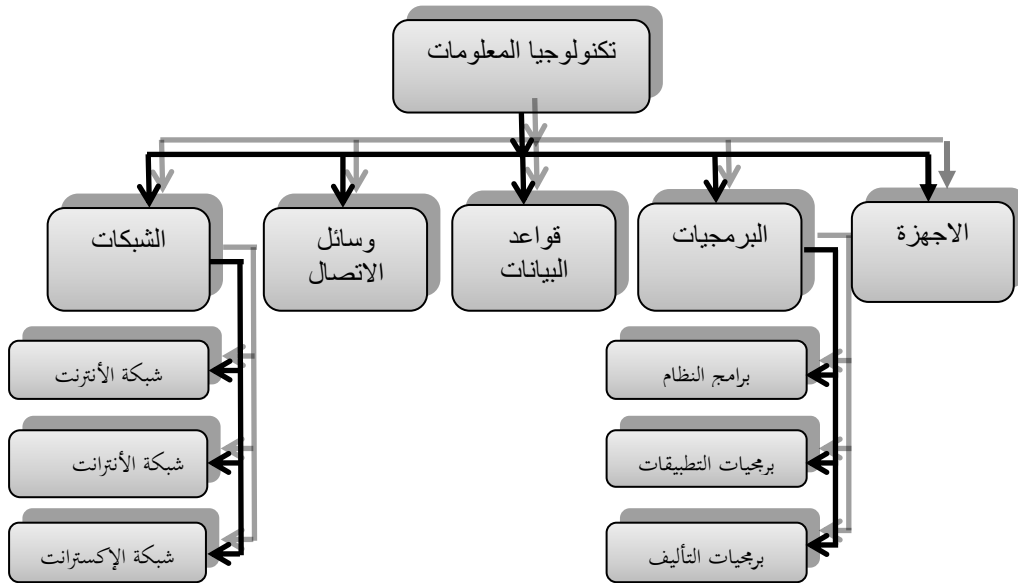 تكنولوجيا المعلومات
الاجهزة
البرمجيات
قواعد
البيانات
وسائل
الاتصال
الشبكات
برامج النظام
برمجيات التطبيقات
برمجيات التأليف
شبكة الأنترنت
شبكة الأنترانت
شبكة الإكسترانت